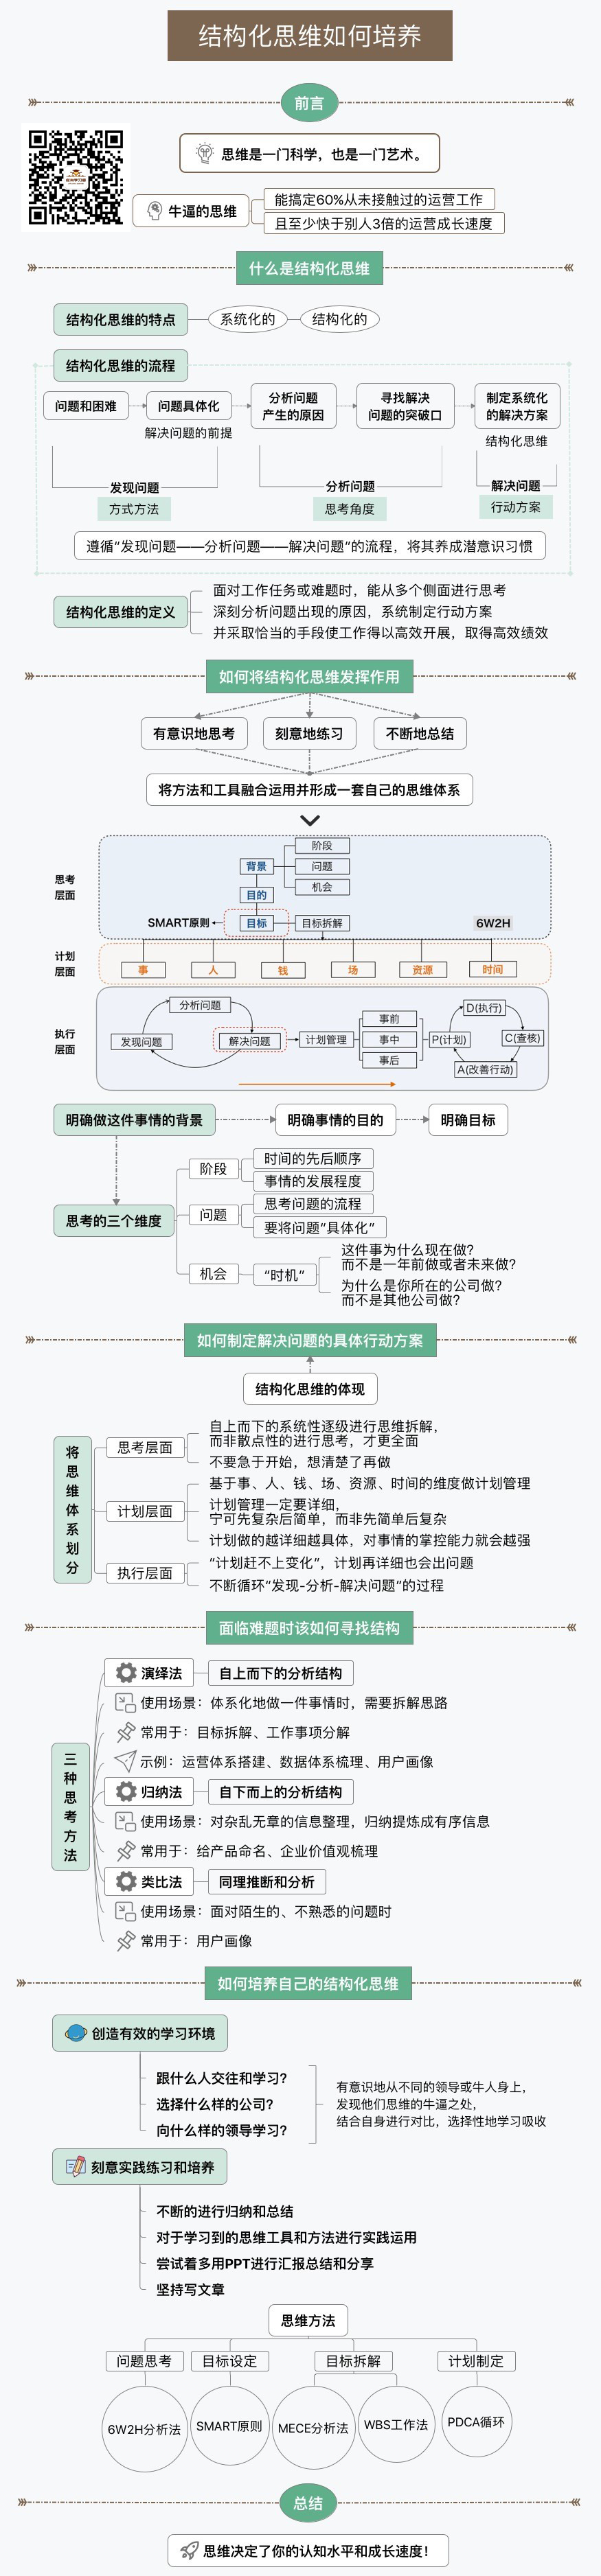 结构化思维如何培养
前言
思维是一门科学，也是一门艺术。
牛逼的思维
能搞定60%从未接触过的运营工作
且至少快于别人3倍的运营成长速度
什么是结构化思维
结构化思维的特点
系统化的
结构化的
结构化思维的流程
问题和困难
问题具体化
分析问题
产生的原因
寻找解决
问题的突破口
制定系统化
的解决方案
解决问题的前提
结构化思维
发现问题
分析问题
解决问题
方式方法
思考角度
行动方案
遵循“发现问题——分析问题——解决问题“的流程，将其养成潜意识习惯
结构化思维的定义
面对工作任务或难题时，能从多个侧面进行思考
深刻分析问题出现的原因，系统制定行动方案
并采取恰当的手段使工作得以高效开展，取得高效绩效
如何将结构化思维发挥作用
有意识地思考
刻意地练习
不断地总结
将方法和工具融合运用并形成一套自己的思维体系
思考
层面
背景
阶段
问题
机会
目的
SMART原则
目标
目标拆解
6W2H
计划
层面
事
人
钱
场
资源
时间
执行
层面
分析问题
发现问题
解决问题
计划管理
事前
事中
事后
P(计划)
D(执行)
C(查核)
A(改善行动)
明确做这件事情的背景
明确事情的目的
明确目标
思考的三个维度
阶段
时间的先后顺序
事情的发展程度
问题
思考问题的流程
要将问题“具体化“
机会
“时机“
这件事为什么现在做?
而不是一年前做或者未来做?
为什么是你所在的公司做?
而不是其他公司做?
如何制定解决问题的具体行动方案
结构化思维的体现
将思维体系划分
思考层面
自上而下的系统性逐级进行思维拆解，
而非散点性的进行思考，才更全面
不要急于开始，想清楚了再做
计划层面
基于事、人、钱、场、资源、时间的维度做计划管理
计划管理一定要详细，
宁可先复杂后简单，而非先简单后复杂
计划做的越详细越具体，对事情的掌控能力就会越强
执行层面
“计划赶不上变化“，计划再详细也会出问题
不断循环“发现-分析-解决问题“的过程
面临难题时该如何寻找结构
三种思考方法
演绎法
自上而下的分析结构
使用场景：体系化地做一件事情时，需要拆解思路
常用于：目标拆解、工作事项分解
示例：运营体系搭建、数据体系梳理、用户画像
归纳法
自下而上的分析结构
使用场景：对杂乱无章的信息整理，归纳提炼成有序信息
常用于：给产品命名、企业价值观梳理
类比法
同理推断和分析
使用场景：面对陌生的、不熟悉的问题时
常用于：用户画像
如何培养自己的结构化思维
创造有效的学习环境
跟什么人交往和学习?
选择什么样的公司?
向什么样的领导学习?
有意识地从不同的领导或牛人身上，
发现他们思维的牛逼之处，
结合自身进行对比，选择性地学习吸收
刻意实践练习和培养
不断的进行归纳和总结
对于学习到的思维工具和方法进行实践运用
尝试着多用PPT进行汇报总结和分享
坚持写文章
思维方法
问题思考
目标设定
目标拆解
计划制定
6W2H分析法
SMART原则
MECE分析法
WBS工作法
PDCA循环
总结
思维决定了你的认知水平和成长速度！